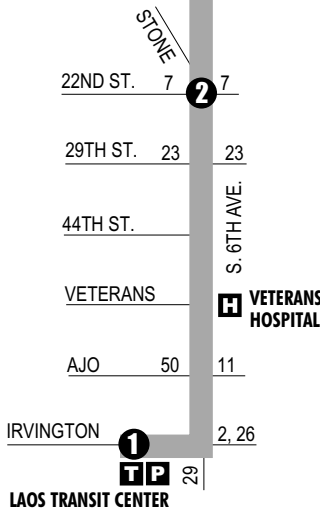 STONE
22ND ST. 7 2 7
29TH ST. 23 23
S. 6TH AVE.
44TH ST.
VETERANS
H VETERANS
HOSPITAL
AJO 50 11
IRVINGTON 1 2, 26
T P 29
LAOS TRANSIT CENTER